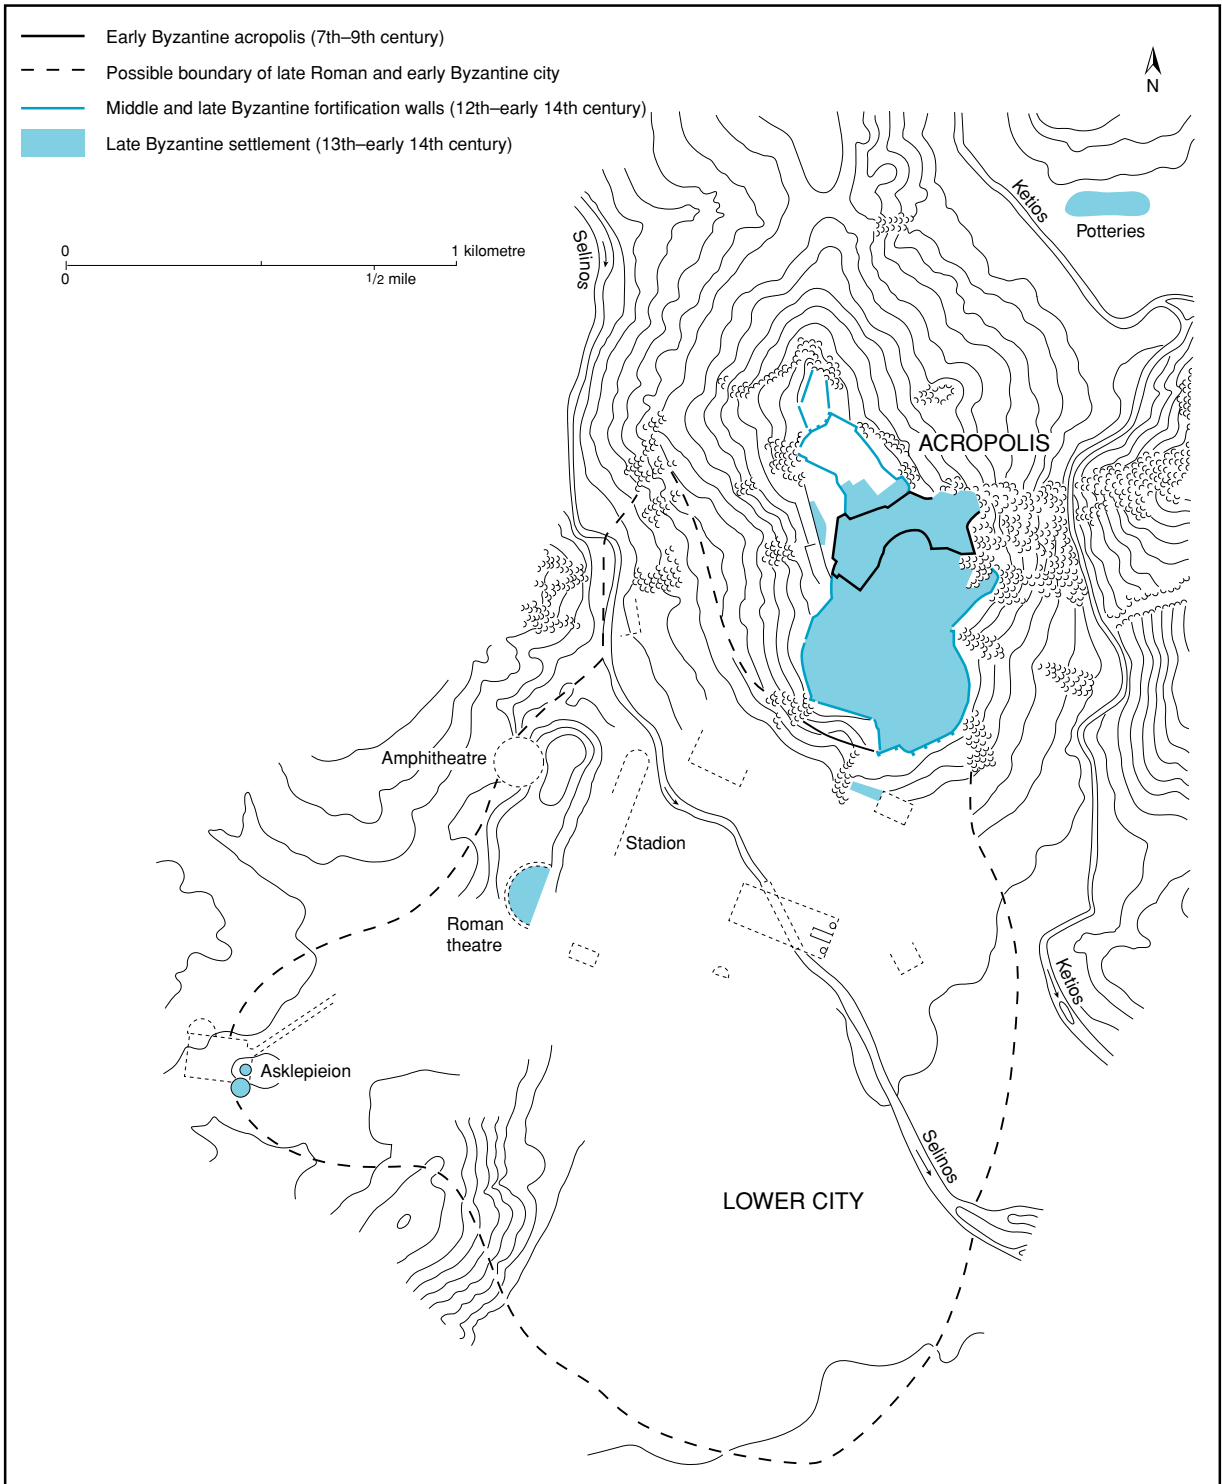 Early Byzantine acropolis (7th–9th century)
Possible boundary of late Roman and early Byzantine city
Middle and late Byzantine fortification walls (12th–early 14th century)
Late Byzantine settlement (13th–early 14th century)
N
0
1 kilometre
0
1/2 mile
Ketios
Potteries
Selinos
ACROPOLIS
Amphitheatre
Stadion
Roman
theatre
Ketios
Asklepieion
Selinos
LOWER CITY